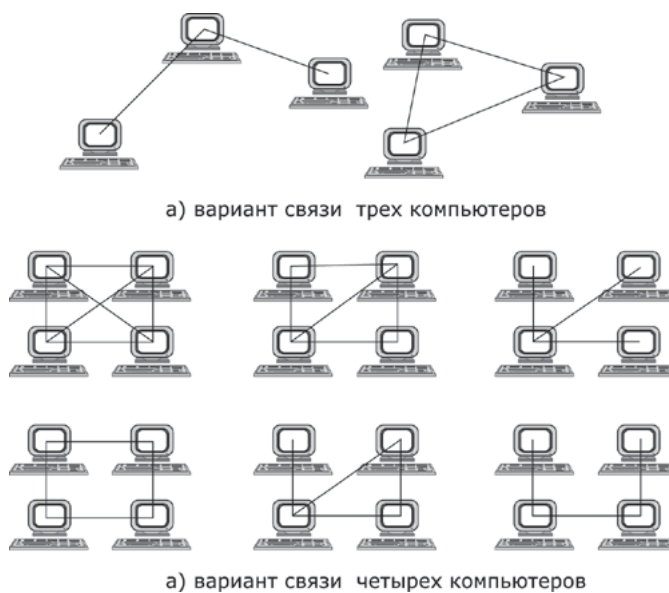 а) вариант связи трех компьютеров
а) вариант связи четырех компьютеров